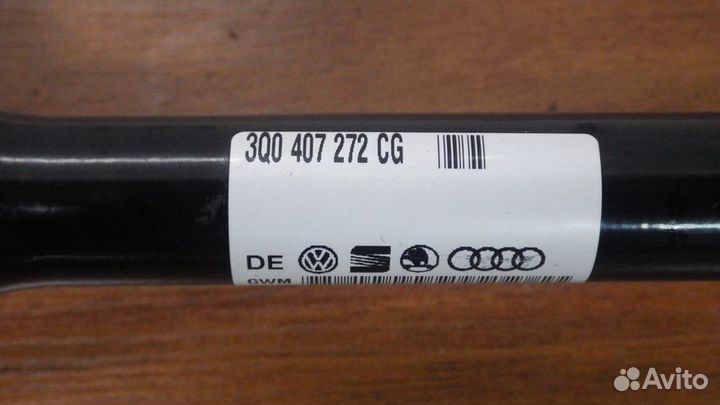 3Q0 407 272 CG
DE
GWM
Avito